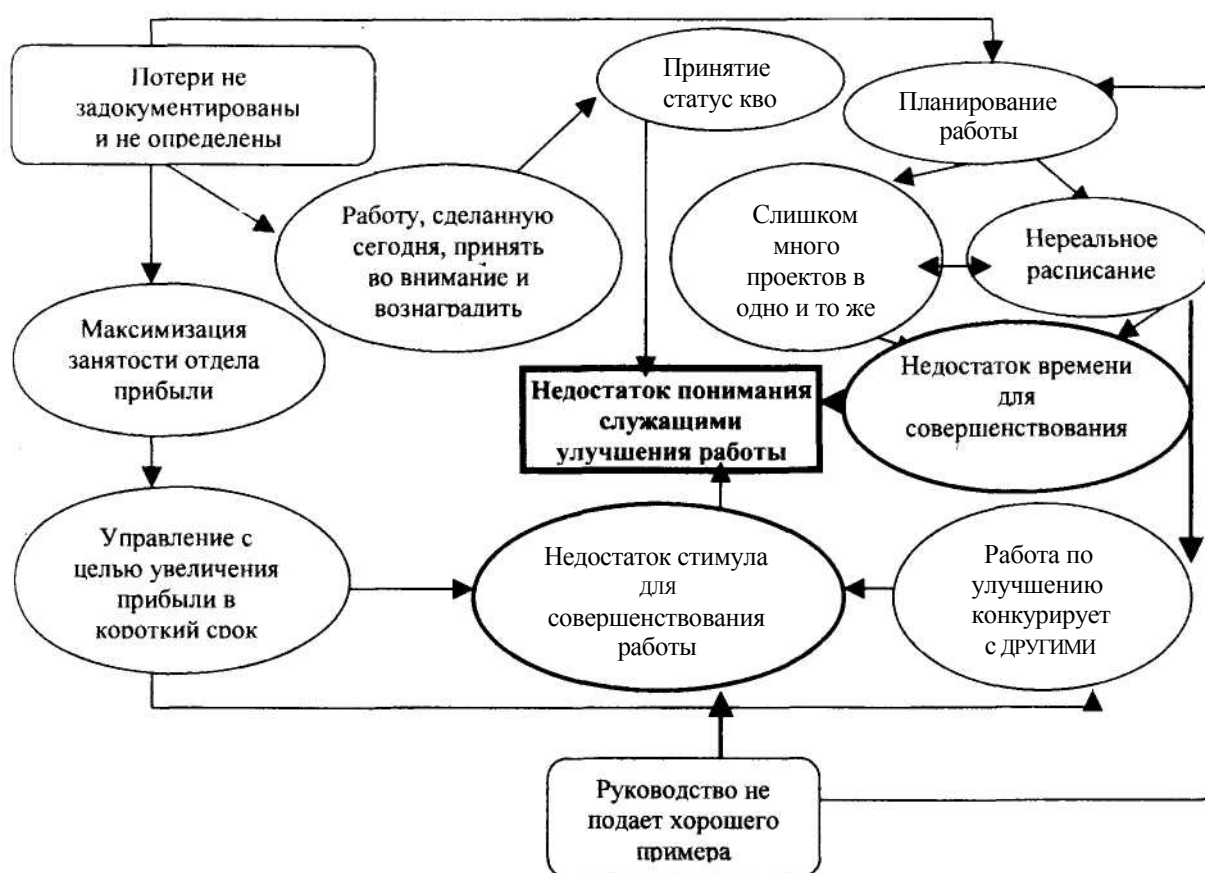 Потери не
задокументированы
и не определены
Принятие
статус кво
Планирование
работы
Работу, сделанную
сегодня, принять
во внимание и
вознаградить
Слишком
много
проектов в
одно и то же
Нереальное
расписание
Максимизация
занятости отдела
прибыли
Недостаток понимания
служащими
улучшения работы
Недостаток времени
для
совершенствования
Управление с
целью увеличения
прибыли в
короткий срок
Недостаток стимула
для
совершенствования
работы
Работа по
улучшению
конкурирует
с ДРУГИМИ
Руководство не
подает хорошего
примера